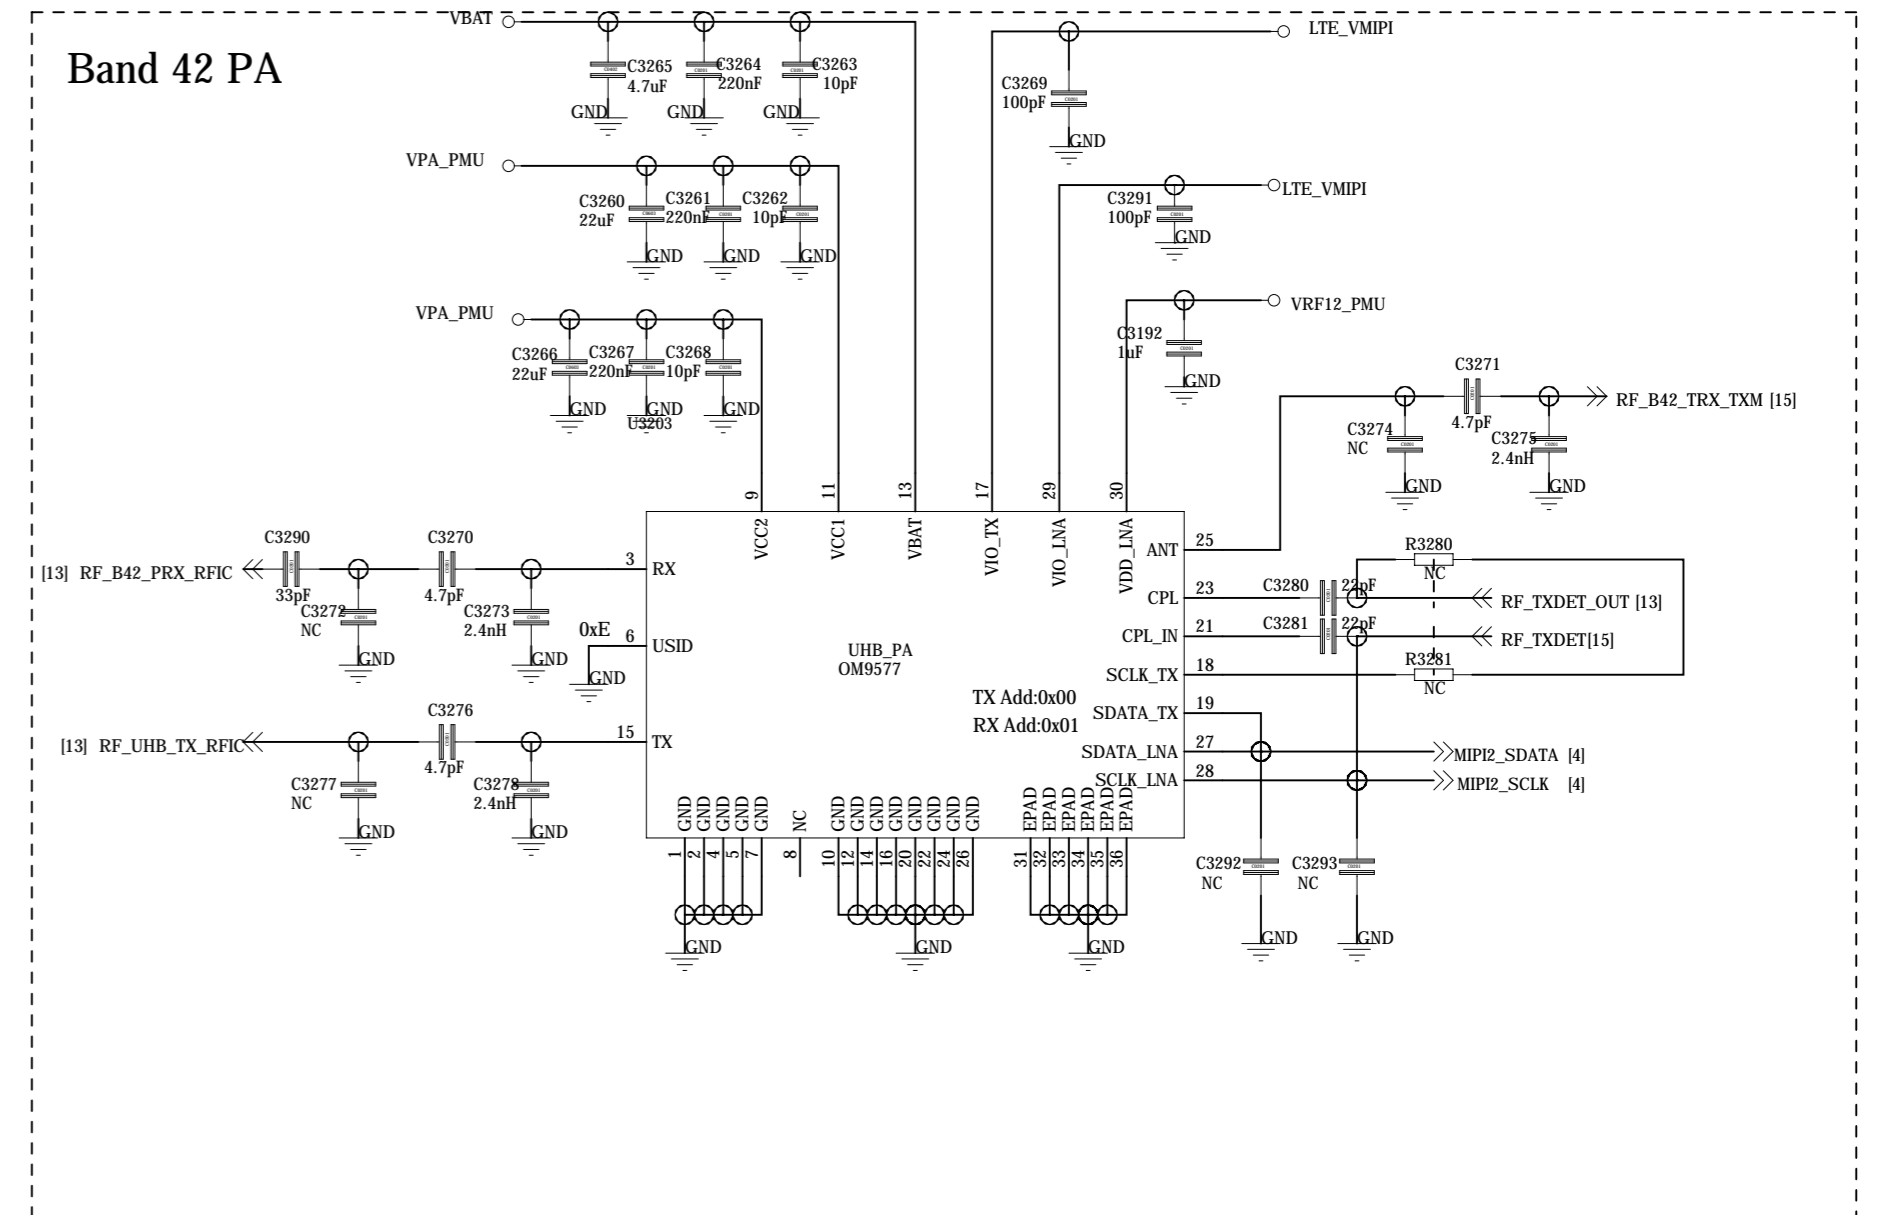 Band 42 PA
VBAT
C3265
4.7uF
GND
C3264
220nF
GND
C3263
10pF
GND
LTE_VMIPI
C3269
100pF
GND
VPA_PMU
C3260
22uF
GND
C3261
220nF
GND
C3262
10pF
GND
C3291
100pF
LTE_VMIPI
GND
VPA_PMU
C3266
22uF
GND
C3267
220nF
GND
C3268
10pF
GND
U3203
VRF12_PMU
C3192
1uF
GND
C3271
4.7pF
RF_B42_TRX_TXM [15]
C3274
NC
GND
C3275
2.4nH
GND
9
11
13
17
29
30
VCC2
VCC1
VBAT
VIO_TX
VIO_LNA
VDD_LNA
[13] RF_B42_PRX_RFIC
C3290
33pF
C3272
NC
GND
C3270
4.7pF
C3273
2.4nH
GND
3
RX
0xE
6
USID
GND
[13] RF_UHB_TX_RFIC
C3276
4.7pF
C3277
NC
GND
C3278
2.4nH
GND
15
TX
UHB_PA
OM9577
TX Add:0x00
RX Add:0x01
ANT
25
CPL
23
CPL_IN
21
SCLK_TX
18
SDATA_TX
19
SDATA_LNA
27
SCLK_LNA
28
R3280
NC
C3280
22pF
RF_TXDET_OUT [13]
C3281
22pF
RF_TXDET[15]
R3281
NC
MIPI2_SDATA [4]
MIPI2_SCLK [4]
GND
GND
GND
GND
GND
NC
GND
GND
GND
GND
GND
GND
GND
GND
EPAD
EPAD
EPAD
EPAD
EPAD
EPAD
1
2
4
5
7
8
10
12
14
16
20
22
24
26
31
32
33
34
35
36
C3292
NC
C3293
NC
GND
GND
GND
GND
GND